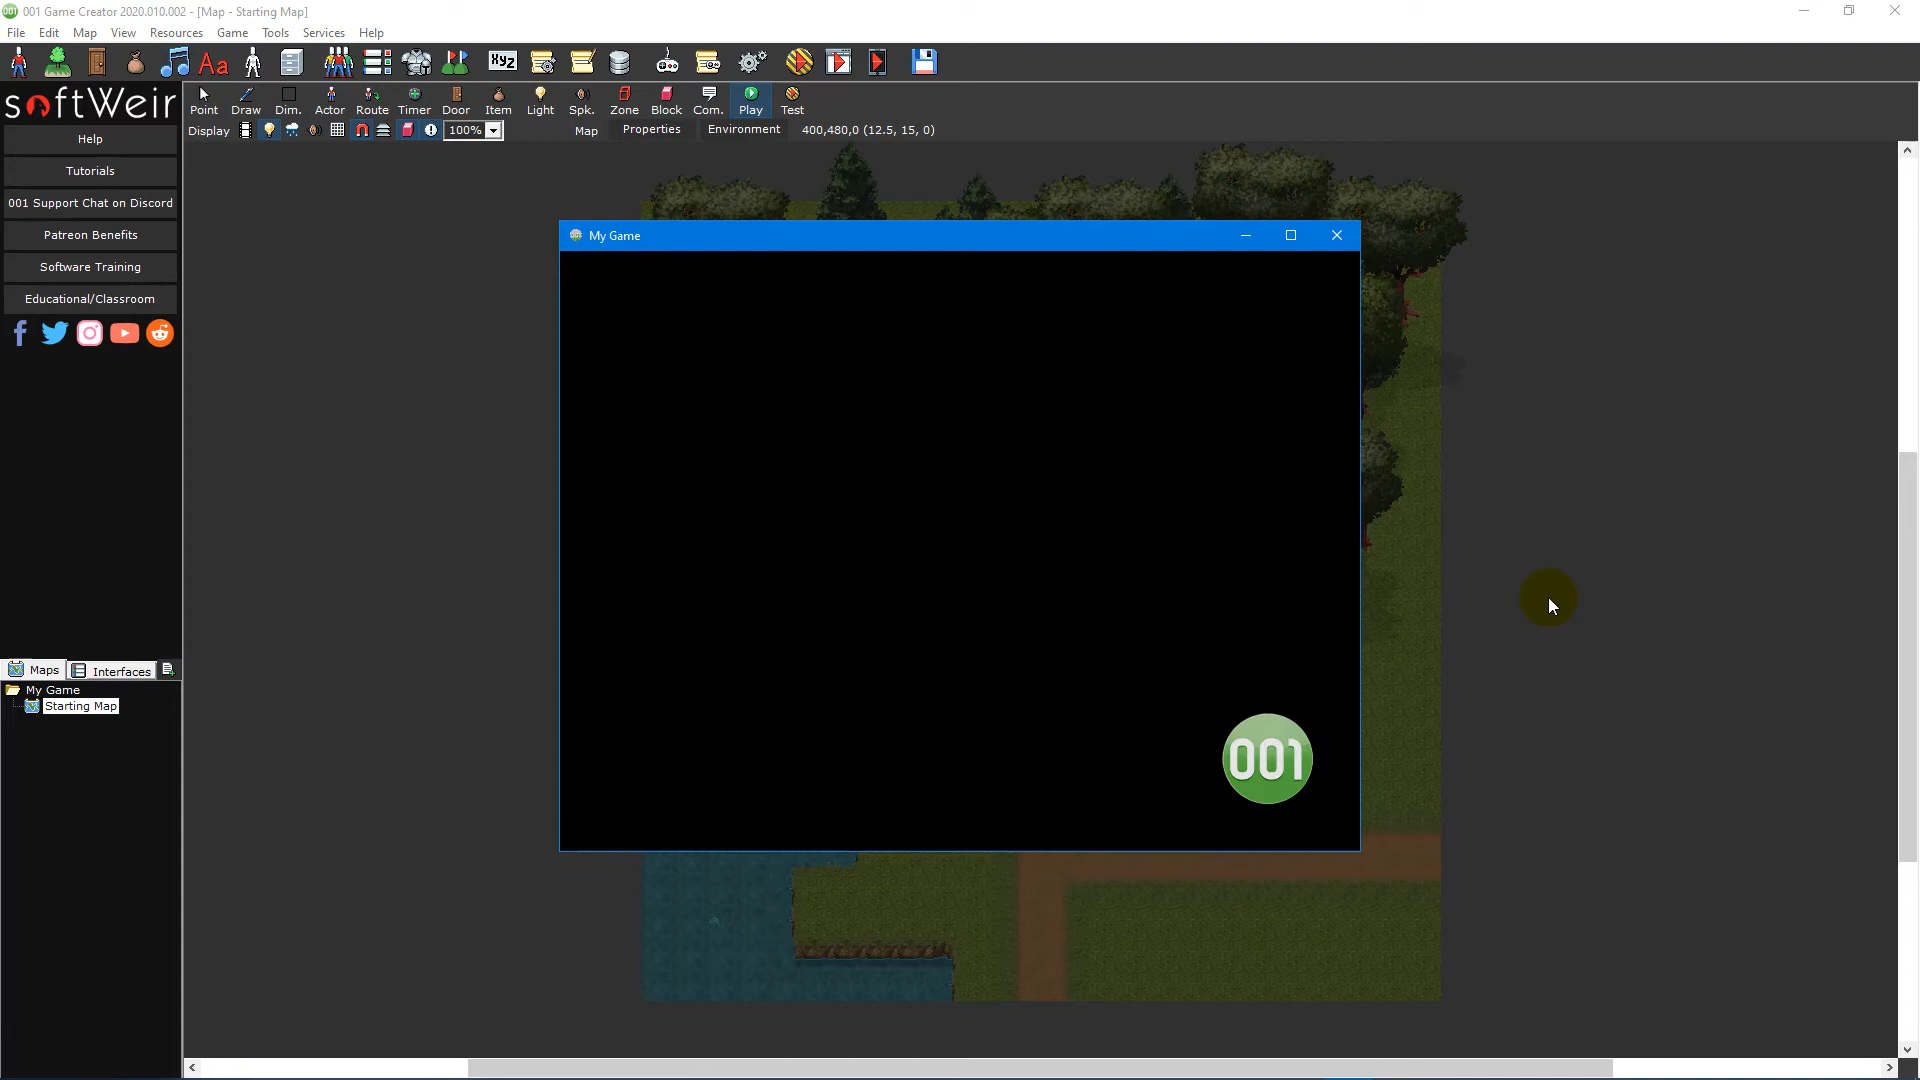 001 Game Creator 2020.010.002 - [Map - Starting Map]
File Edit Map View Resources Game Tools Services Help
Aa XYZ
softWeir
Point Draw Dim. Actor Route Timer Door Item Light Spk. Zone Block Com. Play Test
Display 100% Map Properties Environment 400,480,0 (12.5, 15, 0)
Help
Tutorials
001 Support Chat on Discord
Patreon Benefits
Software Training
Educational/Classroom
My Game
001
Maps Interfaces
My Game
Starting Map